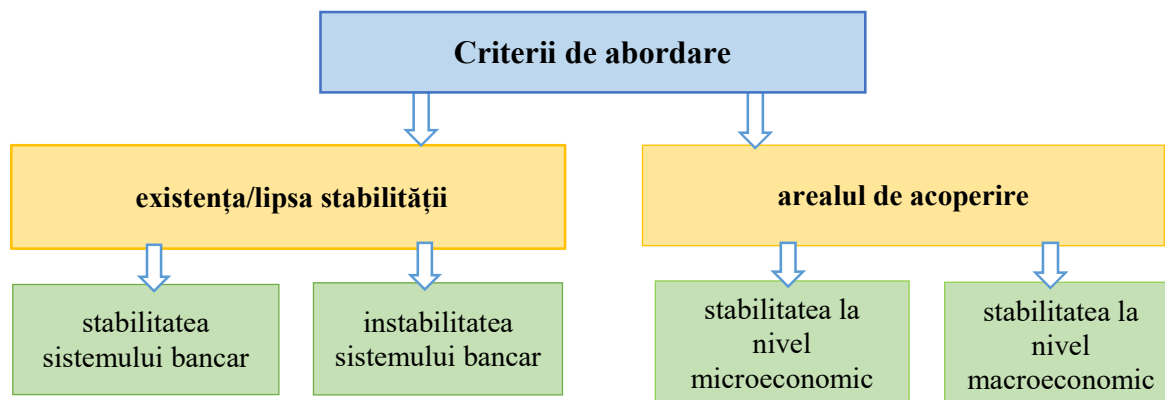 Criterii de abordare
existența/lipsa stabilității
arealul de acoperire
stabilitatea
sistemului bancar
instabilitatea
sistemului bancar
stabilitatea la
nivel
microeconomic
stabilitatea la
nivel
macroeconomic